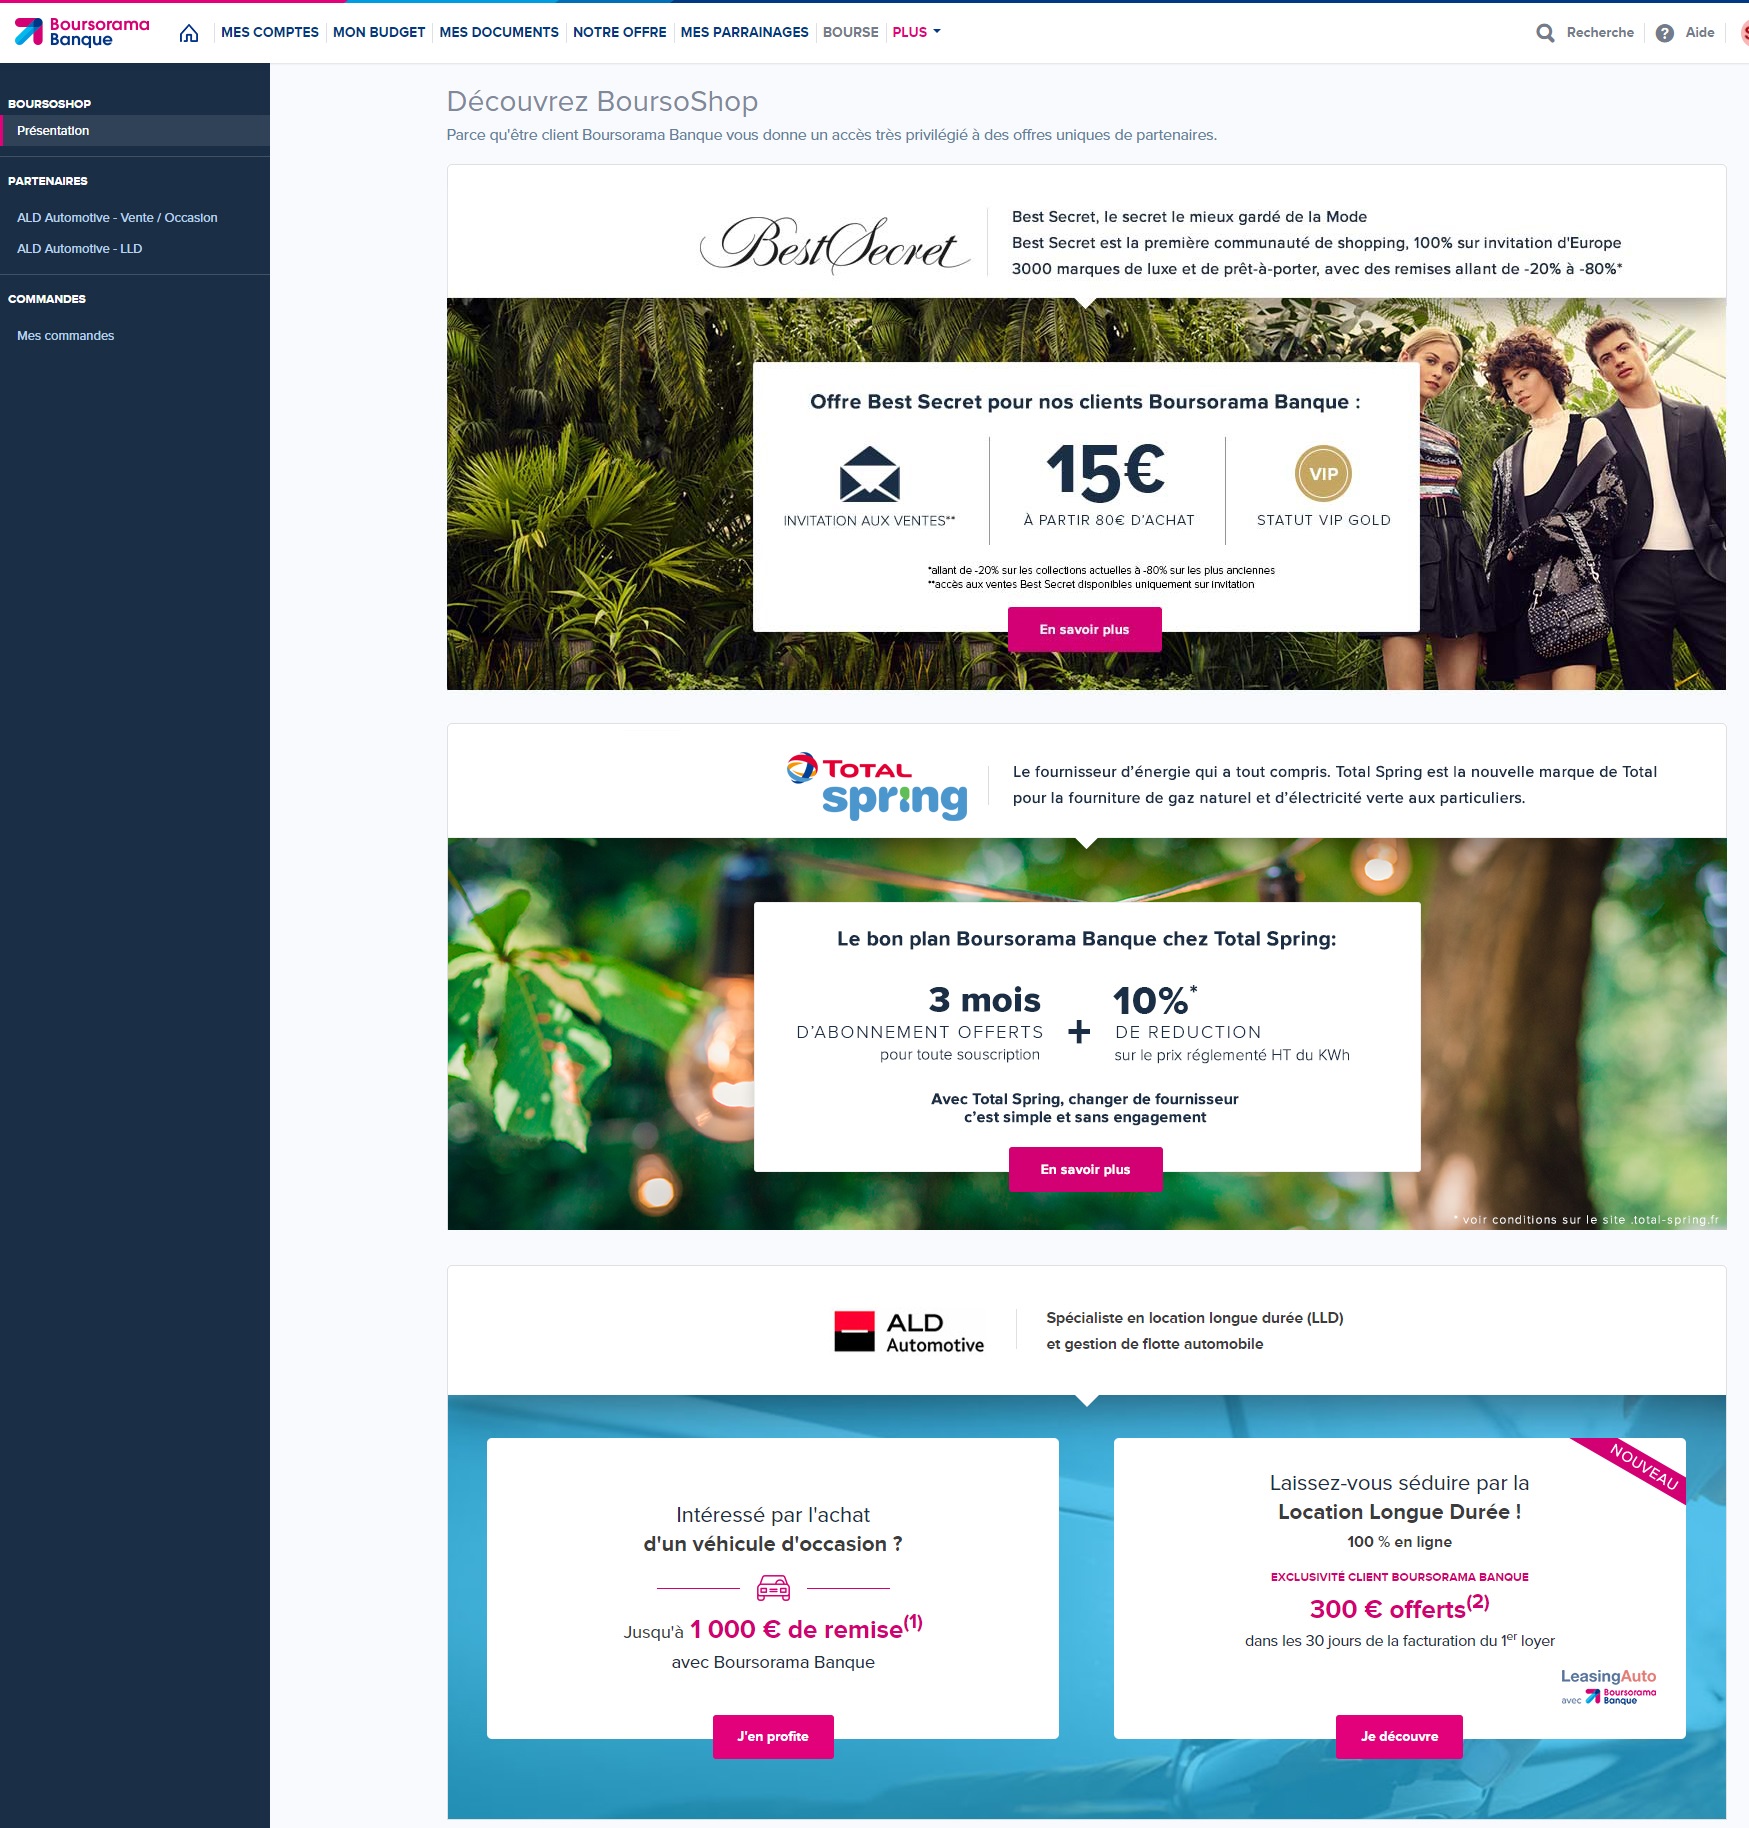 Boursorama
Banque
MES COMPTES
MON BUDGET
MES DOCUMENTS
NOTRE OFFRE
MES PARRAINAGES
BOURSE
PLUS
Recherche
Aide
BOURSOSHOP
Présentation
PARTENAIRES
ALD Automotive - Vente / Occasion
ALD Automotive - LLD
COMMANDES
Mes commandes
Découvrez BoursoShop
Parce qu'être client Boursorama Banque vous donne un accès très privilégié à des offres uniques de partenaires.
Best Secret
Best Secret, le secret le mieux gardé de la Mode
Best Secret est la première communauté de shopping, 100% sur invitation d'Europe
3000 marques de luxe et de prêt-à-porter, avec des remises allant de -20% à -80%*
Offre Best Secret pour nos clients Boursorama Banque :
INVITATION AUX VENTES**
15€
À PARTIR 80€ D'ACHAT
VIP
STATUT VIP GOLD
*allant de -20% sur les collections actuelles à -80% sur les plus anciennes
**accès aux ventes Best Secret disponibles uniquement sur invitation
En savoir plus
TOTAL
spring
Le fournisseur d’énergie qui a tout compris. Total Spring est la nouvelle marque de Total
pour la fourniture de gaz naturel et d’électricité verte aux particuliers.
Le bon plan Boursorama Banque chez Total Spring:
3 mois
D’ABONNEMENT OFFERTS
pour toute souscription
+
10%*
DE REDUCTION
sur le prix réglementé HT du KWh
Avec Total Spring, changer de fournisseur
c’est simple et sans engagement
En savoir plus
* voir conditions sur le site .total-spring.fr
ALD
Automotive
Spécialiste en location longue durée (LLD)
et gestion de flotte automobile
Intéressé par l'achat
d'un véhicule d'occasion ?
Jusqu'à 1 000 € de remise(1)
avec Boursorama Banque
J'en profite
NOUVEAU
Laissez-vous séduire par la
Location Longue Durée !
100 % en ligne
EXCLUSIVITÉ CLIENT BOURSORAMA BANQUE
300 € offerts(2)
dans les 30 jours de la facturation du 1er loyer
LeasingAuto
avec Boursorama
Banque
Je découvre